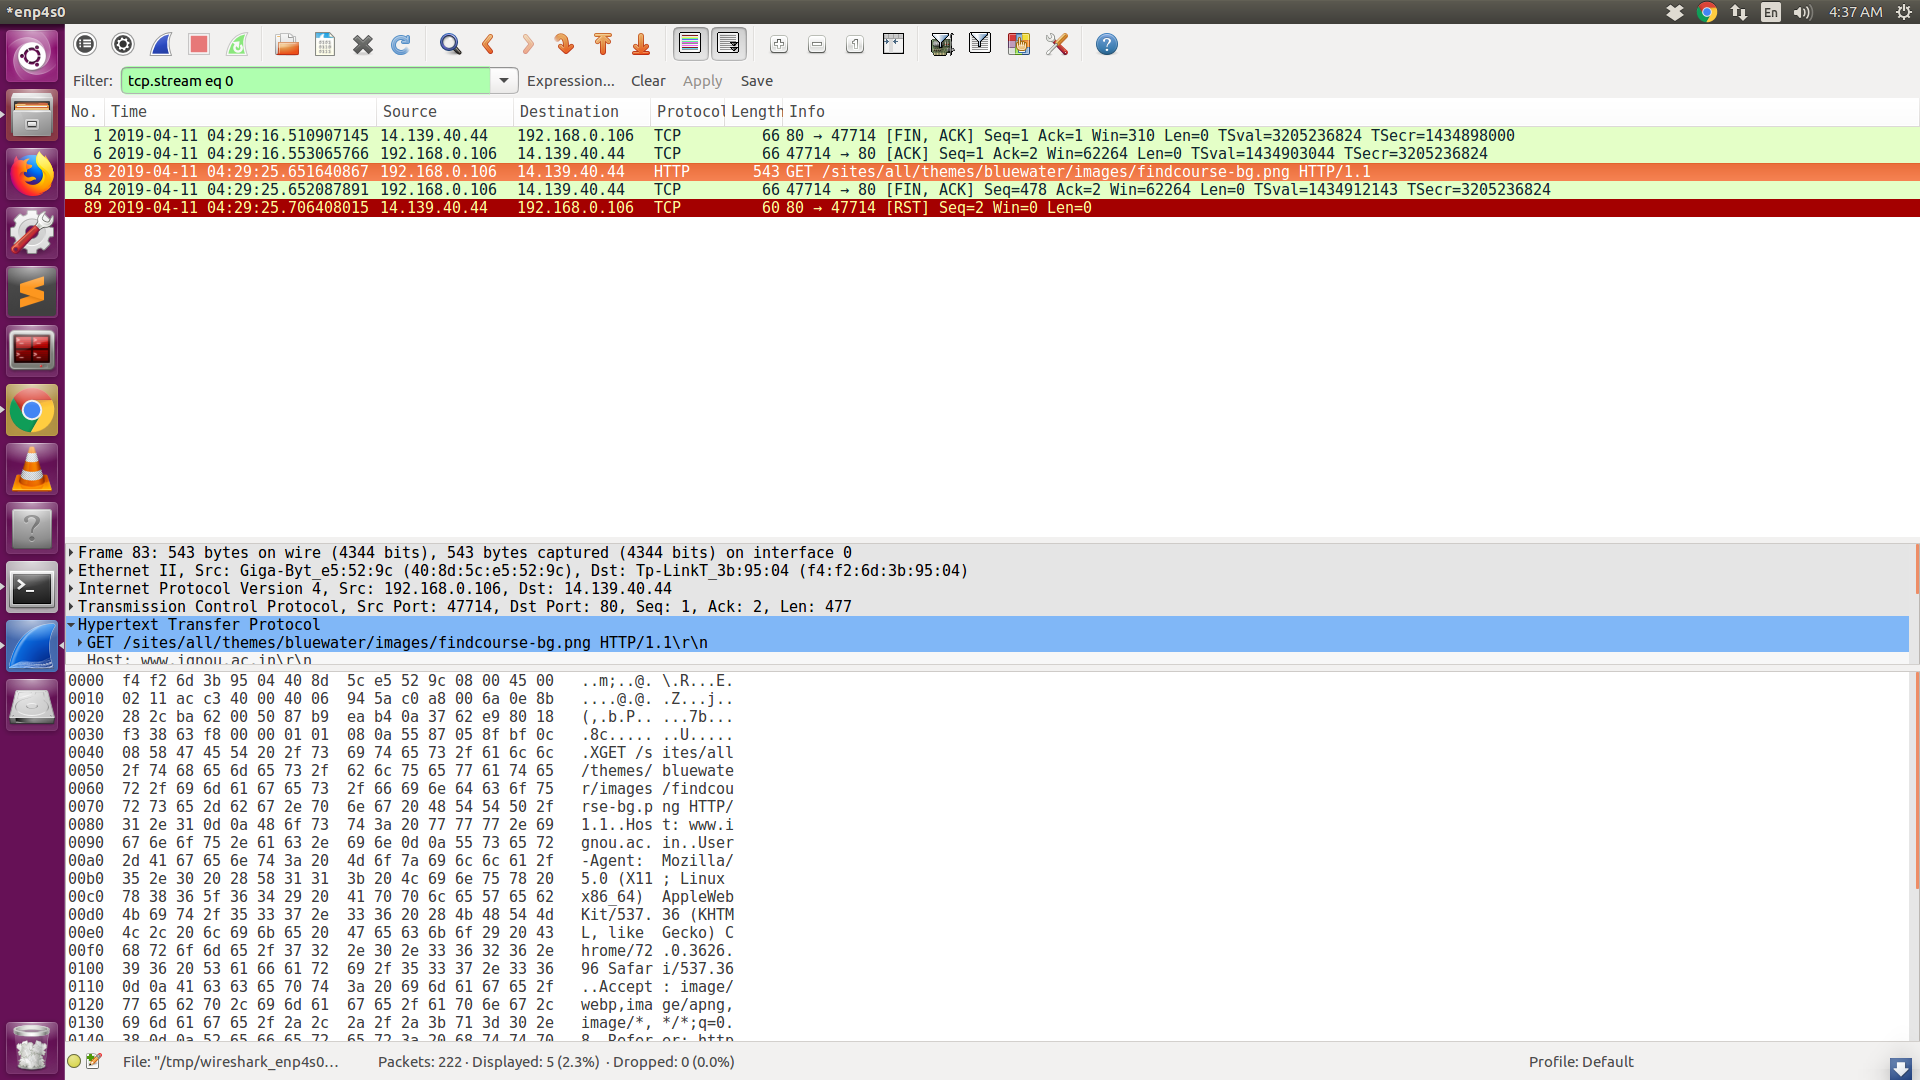 *enp4s0
En
4:37 AM
Filter: tcp.stream eq 0 Expression... Clear Apply Save
No. Time Source Destination Protocol Length Info
1 2019-04-11 04:29:16.510907145 14.139.40.44 192.168.0.106 TCP 66 80 → 47714 [FIN, ACK] Seq=1 Ack=1 Win=310 Len=0 TSval=3205236824 TSecr=1434898000
6 2019-04-11 04:29:16.553065766 192.168.0.106 14.139.40.44 TCP 66 47714 → 80 [ACK] Seq=1 Ack=2 Win=62264 Len=0 TSval=1434903044 TSecr=3205236824
83 2019-04-11 04:29:25.651640867 192.168.0.106 14.139.40.44 HTTP 543 GET /sites/all/themes/bluewater/images/findcourse-bg.png HTTP/1.1
84 2019-04-11 04:29:25.652087891 192.168.0.106 14.139.40.44 TCP 66 47714 → 80 [FIN, ACK] Seq=478 Ack=2 Win=62264 Len=0 TSval=1434912143 TSecr=3205236824
89 2019-04-11 04:29:25.706408015 14.139.40.44 192.168.0.106 TCP 60 80 → 47714 [RST] Seq=2 Win=0 Len=0
Frame 83: 543 bytes on wire (4344 bits), 543 bytes captured (4344 bits) on interface 0
Ethernet II, Src: Giga-Byt_e5:52:9c (40:8d:5c:e5:52:9c), Dst: Tp-LinkT_3b:95:04 (f4:f2:6d:3b:95:04)
Internet Protocol Version 4, Src: 192.168.0.106, Dst: 14.139.40.44
Transmission Control Protocol, Src Port: 47714, Dst Port: 80, Seq: 1, Ack: 2, Len: 477
Hypertext Transfer Protocol
GET /sites/all/themes/bluewater/images/findcourse-bg.png HTTP/1.1\r\n
Host: www.ignou.ac.in\r\n
0000 f4 f2 6d 3b 95 04 40 8d 5c e5 52 9c 08 00 45 00 ..m;..@. \.R...E.
0010 02 11 ac c3 40 00 40 06 94 5a c0 a8 00 6a 0e 8b ....@.@. .Z...j..
0020 28 2c ba 62 00 50 87 b9 ea b4 0a 37 62 e9 80 18 (,.b.P.. ...7b...
0030 f3 38 63 f8 00 00 01 01 08 0a 55 87 05 8f bf 0c .8c..... ..U.....
0040 08 58 47 45 54 20 2f 73 69 74 65 73 2f 61 6c 6c .XGET /s ites/all
0050 2f 74 68 65 6d 65 73 2f 62 6c 75 65 77 61 74 65 /themes/ bluewate
0060 72 2f 69 6d 61 67 65 73 2f 66 69 6e 64 63 6f 75 r/images /findcou
0070 72 73 65 2d 62 67 2e 70 6e 67 20 48 54 54 50 2f rse-bg.p ng HTTP/
0080 31 2e 31 0d 0a 48 6f 73 74 3a 20 77 77 77 2e 69 1.1..Hos t: www.i
0090 67 6e 6f 75 2e 61 63 2e 69 6e 0d 0a 55 73 65 72 gnou.ac. in..User
00a0 2d 41 67 65 6e 74 3a 20 4d 6f 7a 69 6c 6c 61 2f -Agent: Mozilla/
00b0 35 2e 30 20 28 58 31 31 3b 20 4c 69 6e 75 78 20 5.0 (X11 ; Linux
00c0 78 38 36 5f 36 34 29 20 41 70 70 6c 65 57 65 62 x86_64) AppleWeb
00d0 4b 69 74 2f 35 33 37 2e 33 36 20 28 4b 48 54 4d Kit/537. 36 (KHTM
00e0 4c 2c 20 6c 69 6b 65 20 47 65 63 6b 6f 29 20 43 L, like Gecko) C
00f0 68 72 6f 6d 65 2f 37 32 2e 30 2e 33 36 32 36 2e hrome/72 .0.3626.
0100 39 36 20 53 61 66 61 72 69 2f 35 33 37 2e 33 36 96 Safar i/537.36
0110 0d 0a 41 63 63 65 70 74 3a 20 69 6d 61 67 65 2f ..Accept : image/
0120 77 65 62 70 2c 69 6d 61 67 65 2f 61 70 6e 67 2c webp,ima ge/apng,
0130 69 6d 61 67 65 2f 2a 2c 2a 2f 2a 3b 71 3d 30 2e image/*, */*;q=0.
0140 38 0d 0a 52 65 66 65 72 65 72 3a 20 68 74 74 70 8..Refer er: http
File: "/tmp/wireshark_enp4s0... Packets: 222 · Displayed: 5 (2.3%) · Dropped: 0 (0.0%) Profile: Default